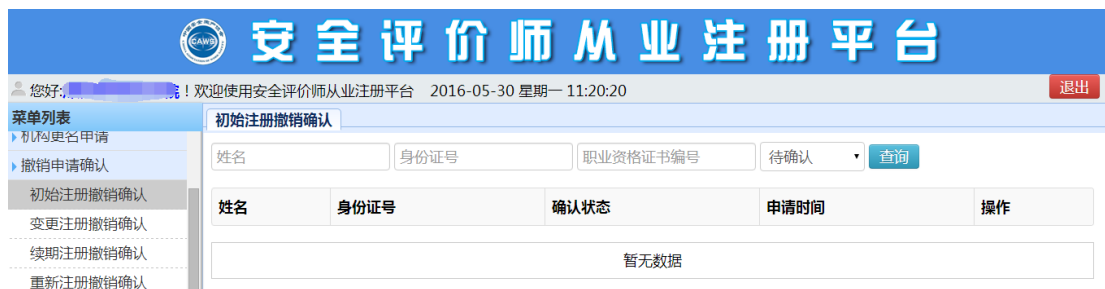 CAWS 安全评价师从业注册平台
您好: 院！欢迎使用安全评价师从业注册平台 2016-05-30 星期一 11:20:20 退出
菜单列表
初始注册撤销确认
机构更名申请
姓名 身份证号 职业资格证书编号 待确认 查询
撤销申请确认
初始注册撤销确认
姓名 身份证号 确认状态 申请时间 操作
变更注册撤销确认
续期注册撤销确认
暂无数据
重新注册撤销确认